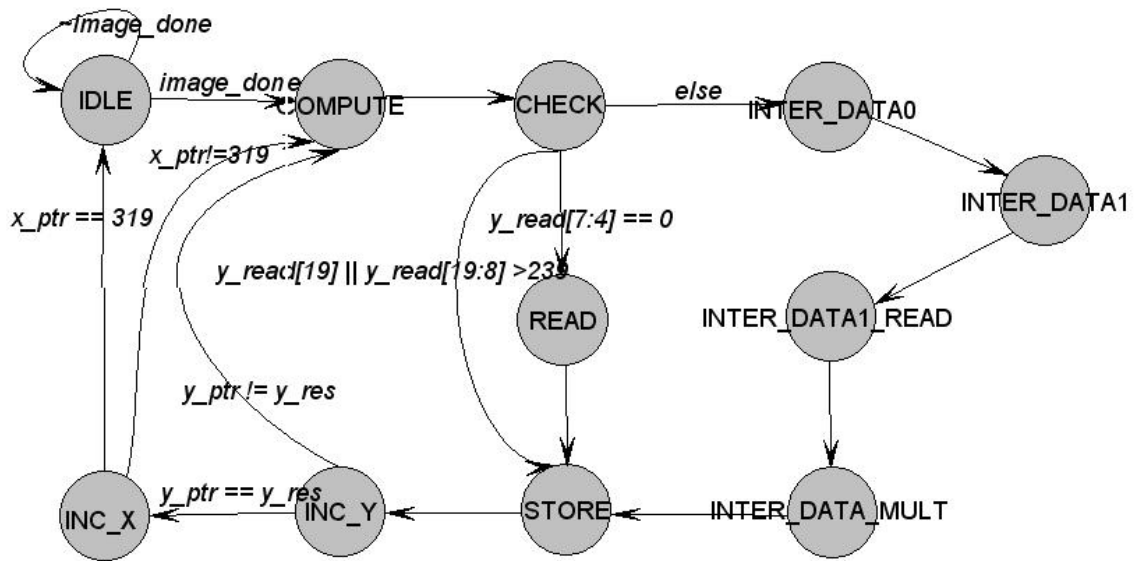 ~image_done
IDLE
image_done
COMPUTE
CHECK
else
INTER_DATA0
x_ptr!=319
INTER_DATA1
x_ptr == 319
y_read[7:4] == 0
y_read[19] || y_read[19:8] >239
READ
INTER_DATA1_READ
y_ptr != y_res
INC_X
y_ptr == y_res
INC_Y
STORE
INTER_DATA_MULT